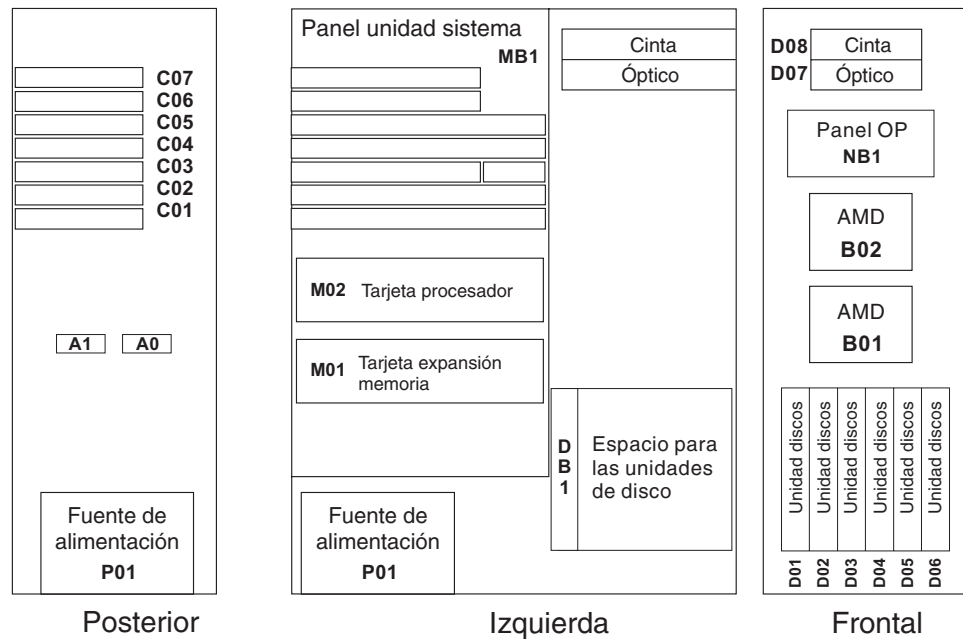 C07
C06
C05
C04
C03
C02
C01
A1 A0
Fuente de
alimentación
P01
Posterior
Panel unidad sistema
MB1
Cinta
Óptico
M02 Tarjeta procesador
M01 Tarjeta expansión
memoria
D
B
1
Espacio para
las unidades
de disco
Fuente de
alimentación
P01
Izquierda
D08 Cinta
D07 Óptico
Panel OP
NB1
AMD
B02
AMD
B01
Unidad discos
Unidad discos
Unidad discos
Unidad discos
Unidad discos
Unidad discos
D01
D02
D03
D04
D05
D06
Frontal